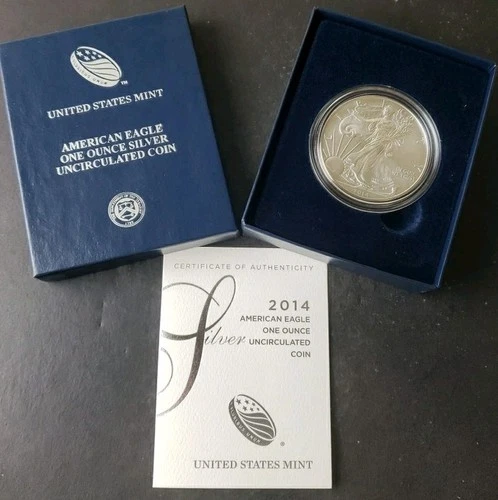 UNITED STATES MINT
AMERICAN EAGLE
ONE OUNCE SILVER
UNCIRCULATED COIN
CERTIFICATE OF AUTHENTICITY
2014
AMERICAN EAGLE
ONE OUNCE
Silver UNCIRCULATED
COIN
UNITED STATES MINT